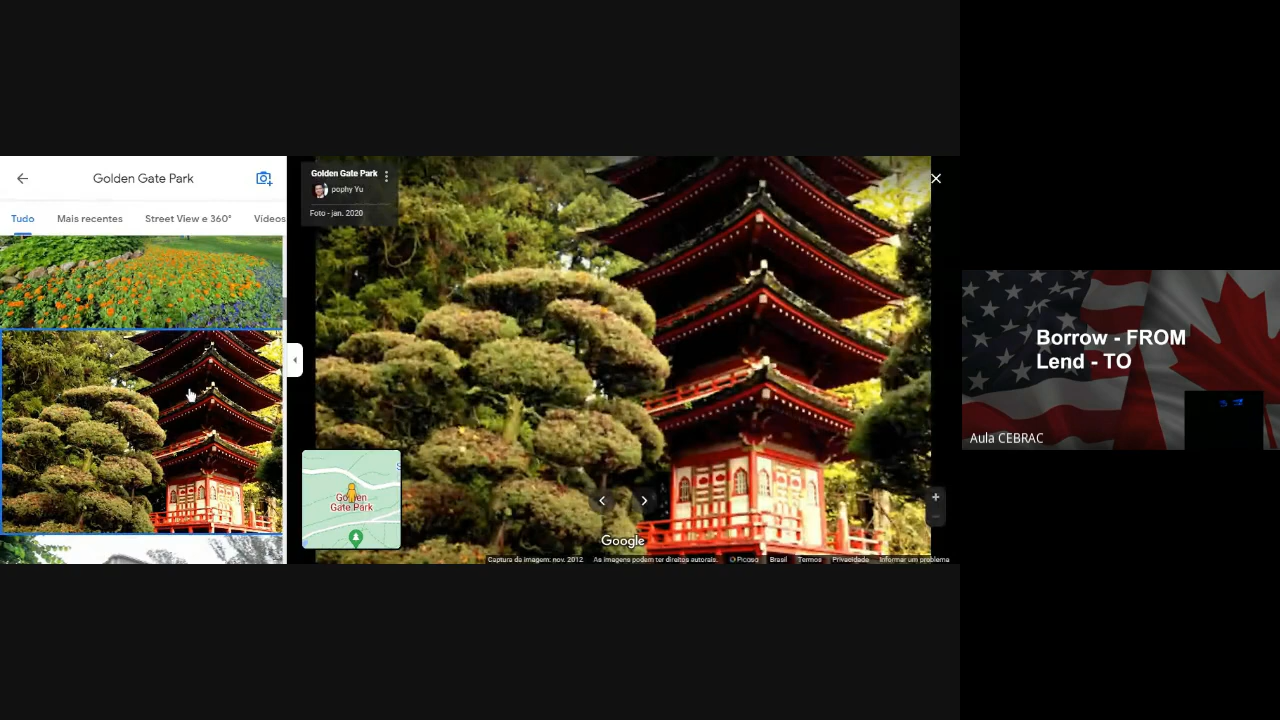 Golden Gate Park
Tudo
Mais recentes
Street View e 360°
Vídeos
Golden Gate Park
pophy Yu
Foto - jan. 2020
Golden
Gate Park
Google
Captura da imagem: nov. 2012
As imagens podem ter direitos autorais.
Brasil
Termos
Privacidade
Informar um problema
Borrow - FROM
Lend - TO
Aula CEBRAC